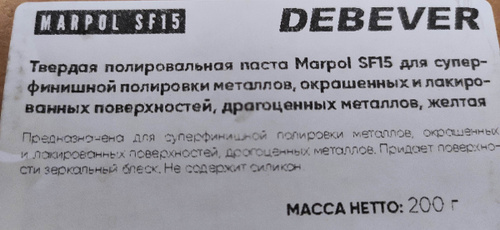 MARPOL SF15
DEBEVER
Твердая полировальная паста Marpol SF15 для супер-
финишной полировки металлов, окрашенных и лакиро-
ванных поверхностей, драгоценных металлов, желтая
Предназначена для суперфинишной полировки металлов, окрашенных
и лакированных поверхностей, драгоценных металлов. Придает поверхно-
сти зеркальный блеск. Не содержит силикон.
МАССА НЕТТО: 200 г